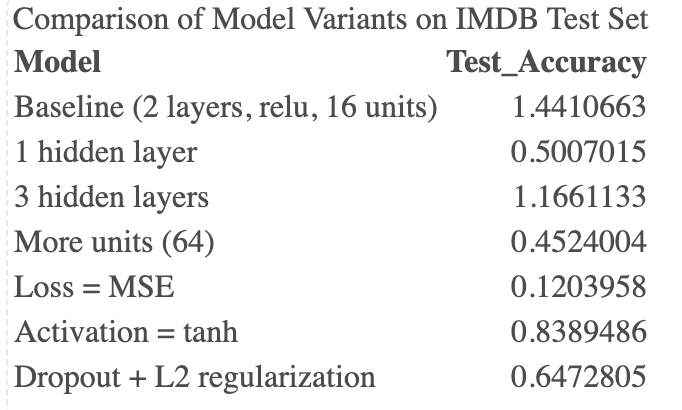 Comparison of Model Variants on IMDB Test Set
Model Test_Accuracy
Baseline (2 layers, relu, 16 units) 1.4410663
1 hidden layer 0.5007015
3 hidden layers 1.1661133
More units (64) 0.4524004
Loss = MSE 0.1203958
Activation = tanh 0.8389486
Dropout + L2 regularization 0.6472805